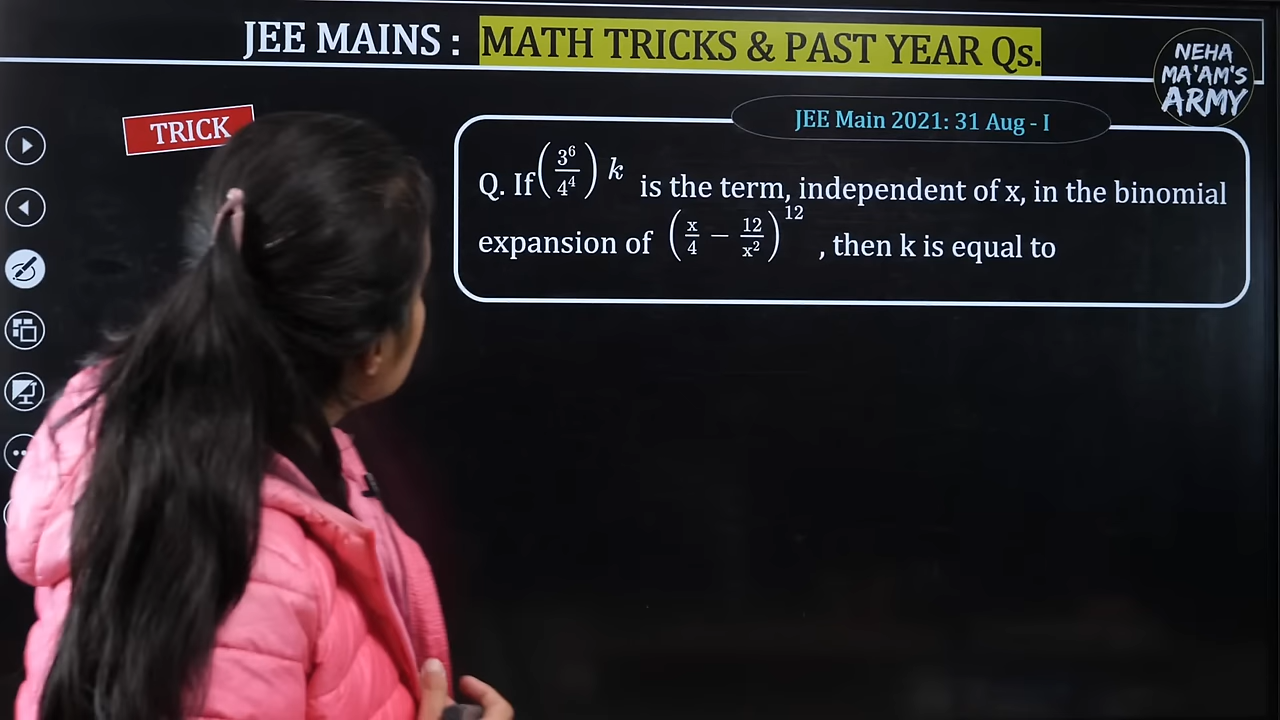 JEE MAINS : MATH TRICKS & PAST YEAR Qs.
NEHA
MA'AM'S
ARMY
TRICK
JEE Main 2021: 31 Aug - I
Q. If (3⁶/4⁴) k is the term, independent of x, in the binomial
expansion of (x/4 − 12/x²)¹² , then k is equal to